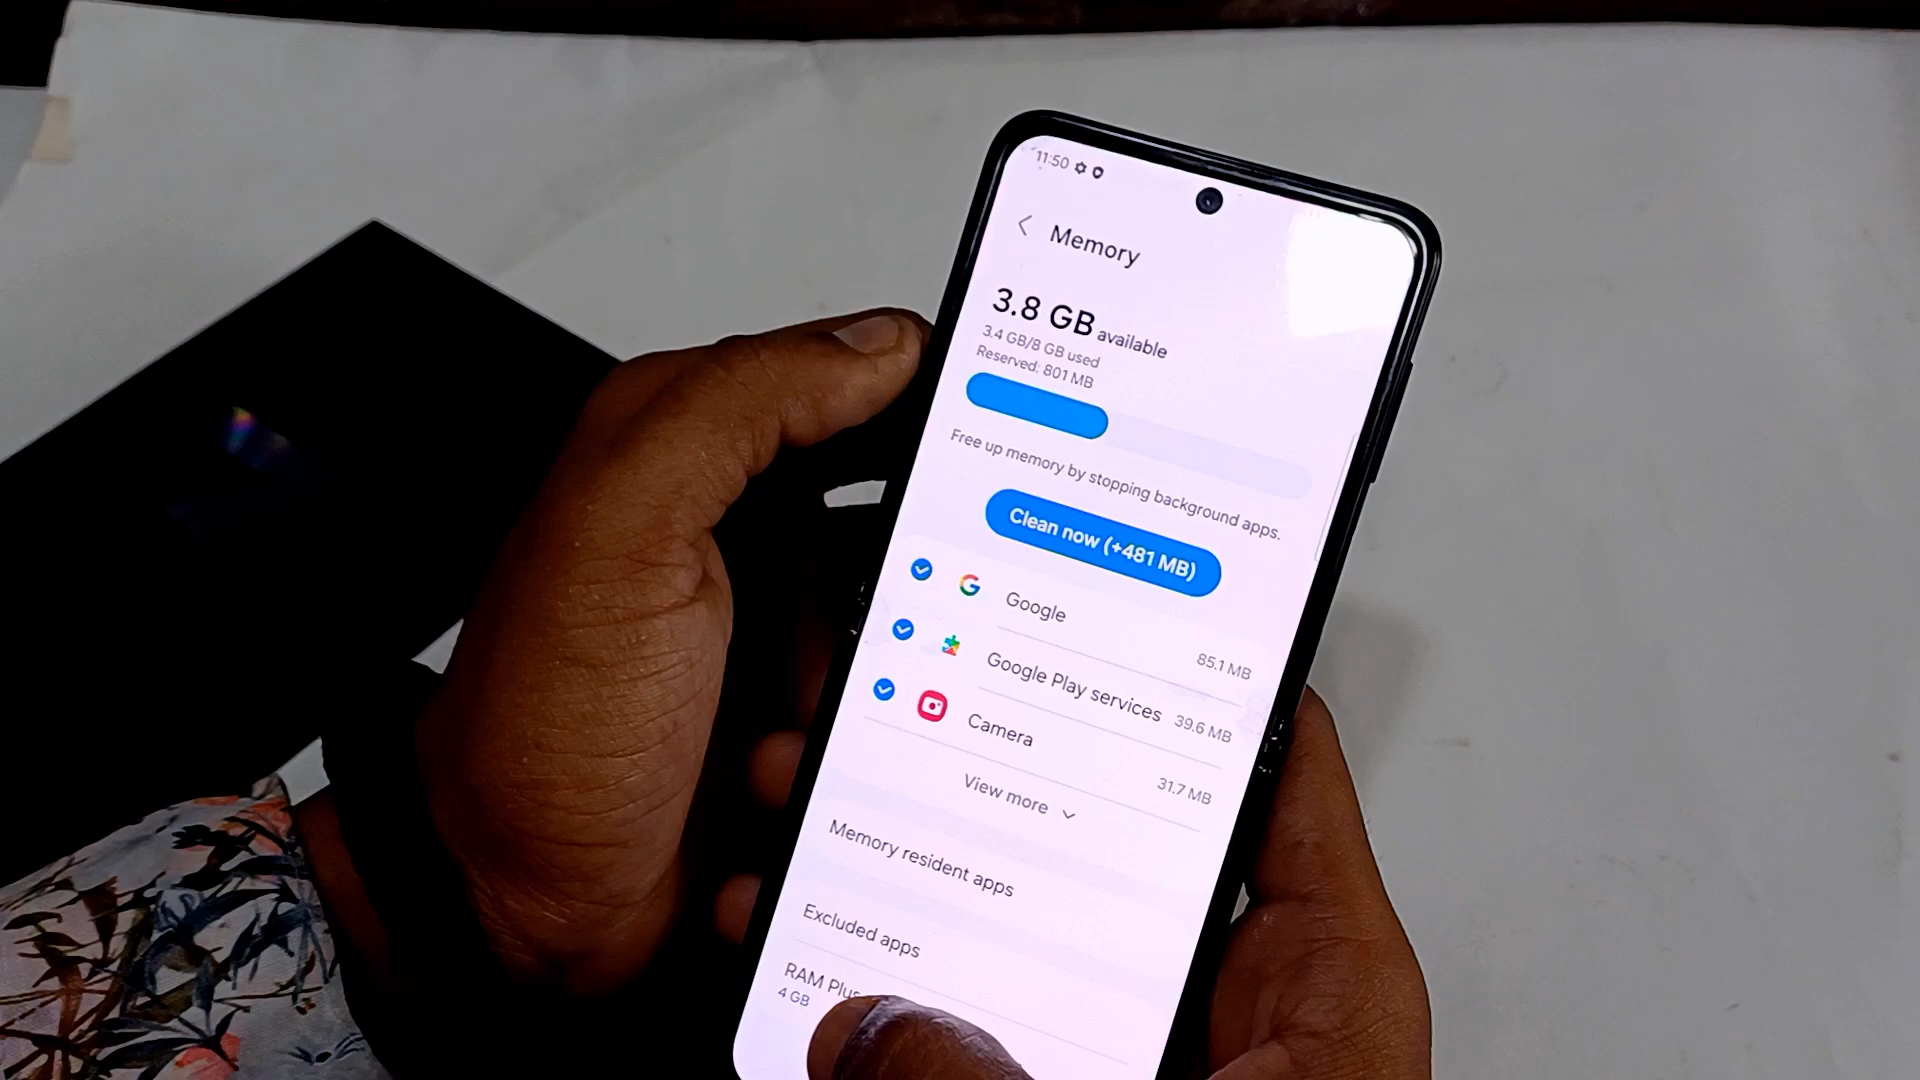 11:50
Memory
3.8 GB available
3.4 GB/8 GB used
Reserved: 801 MB
Free up memory by stopping background apps.
Clean now (+481 MB)
Google
85.1 MB
Google Play services
39.6 MB
Camera
31.7 MB
View more
Memory resident apps
Excluded apps
RAM Plus
4 GB